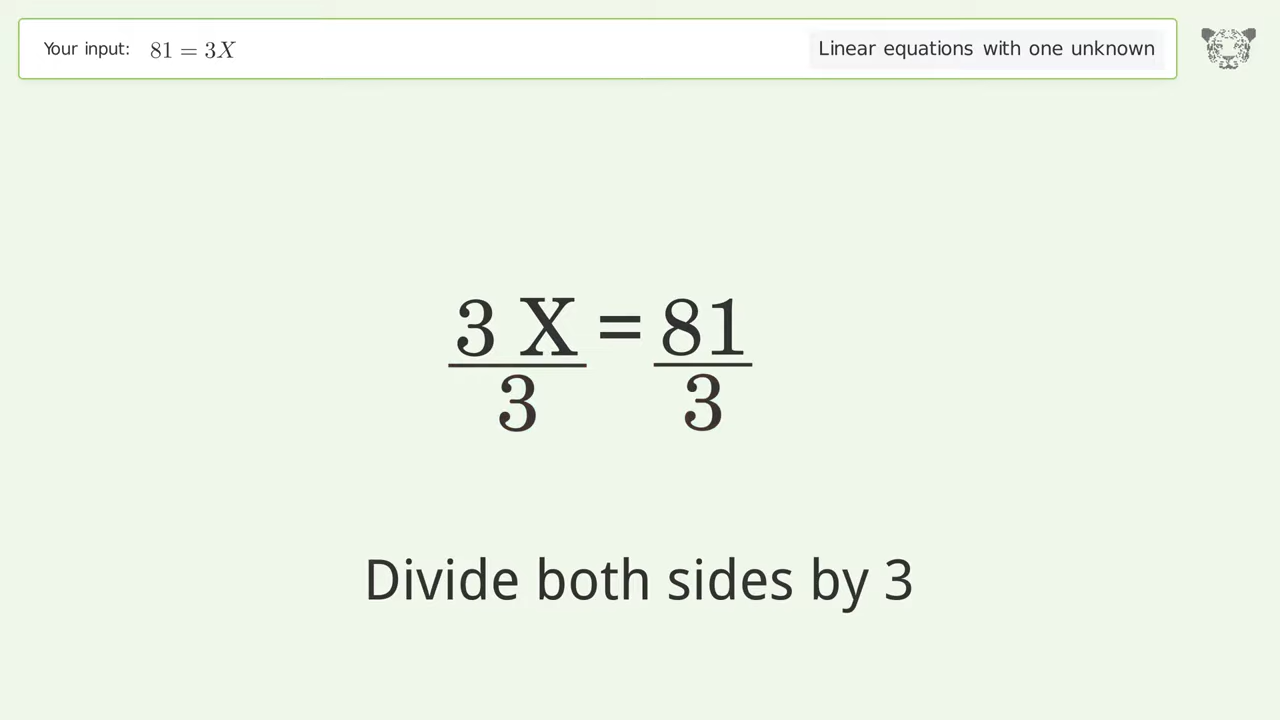 Your input: 81 = 3X
Linear equations with one unknown
3 X = 81
3 3
Divide both sides by 3